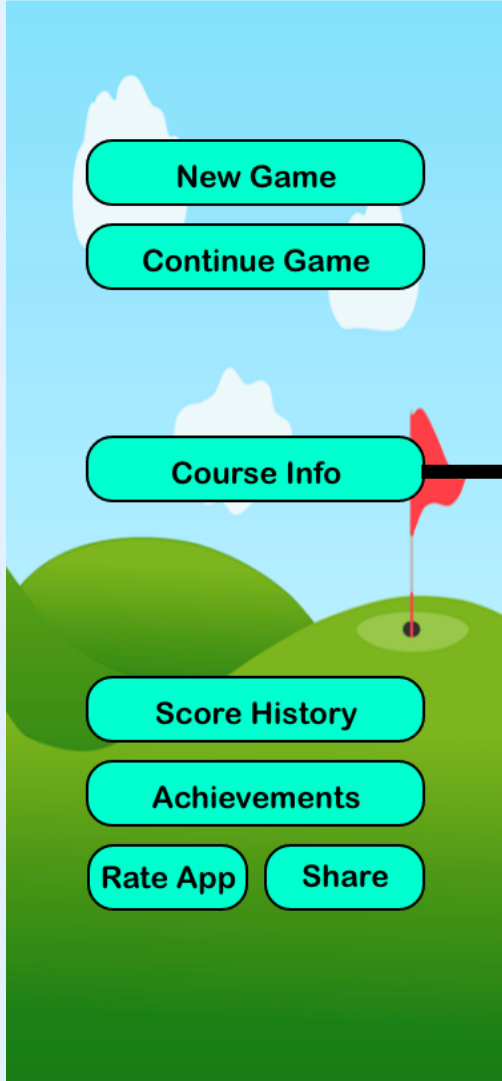 New Game
Continue Game
Course Info
Score History
Achievements
Rate App
Share